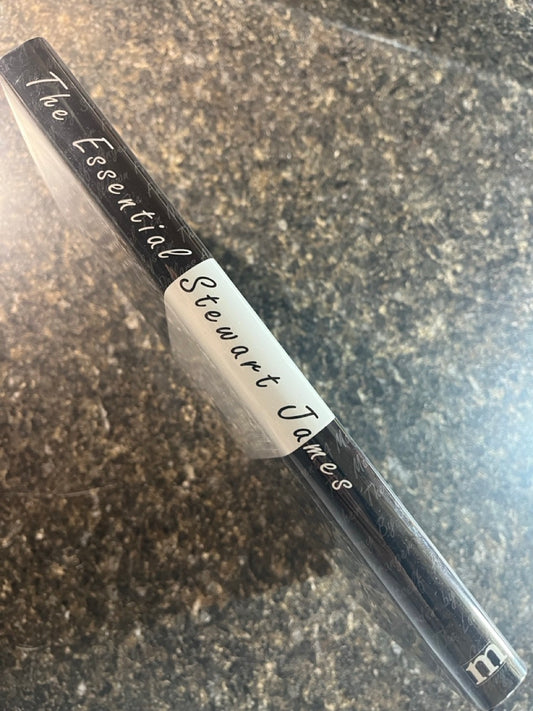 The Essential Stewart James
m